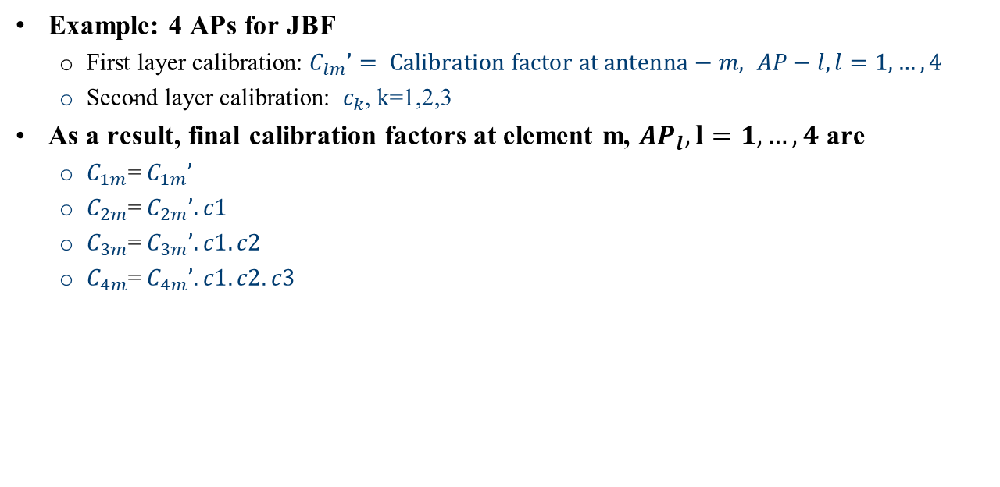 • Example: 4 APs for JBF
○ First layer calibration: C_{lm}’ = Calibration factor at antenna − m, AP − l, l = 1, … , 4
○ Second layer calibration: c_k, k=1,2,3
• As a result, final calibration factors at element m, AP_l, l = 1, … , 4 are
○ C_{1m}= C_{1m}’
○ C_{2m}= C_{2m}’. c1
○ C_{3m}= C_{3m}’. c1. c2
○ C_{4m}= C_{4m}’. c1. c2. c3